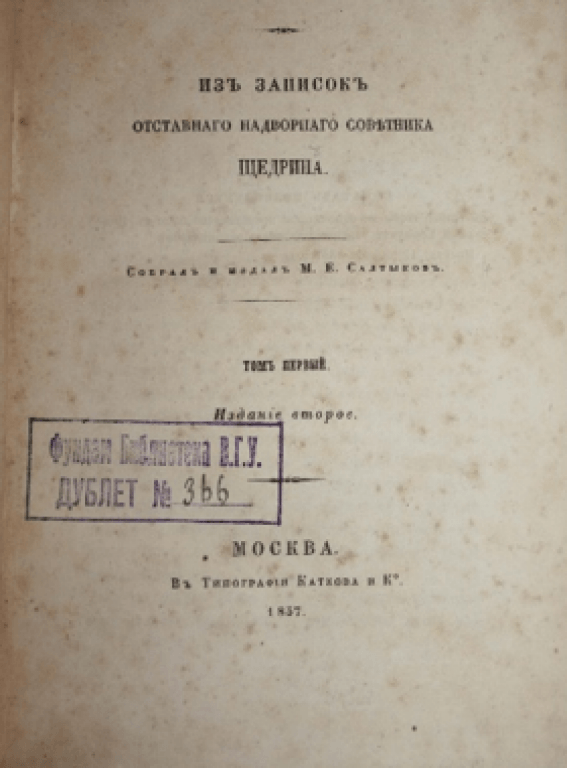 ИЗЪ ЗАПИСОКЪ
ОТСТАВНАГО НАДВОРНАГО СОВѢТНИКА
ЩЕДРИНА.
Собралъ и издалъ М. Е. Салтыковъ.
ТОМЪ ПЕРВЫЙ.
Изданіе второе.
Фундам Библиотека В.Г.У.
ДУБЛЕТ № 366
МОСКВА.
Въ Типографіи Каткова и Кº.
1857.